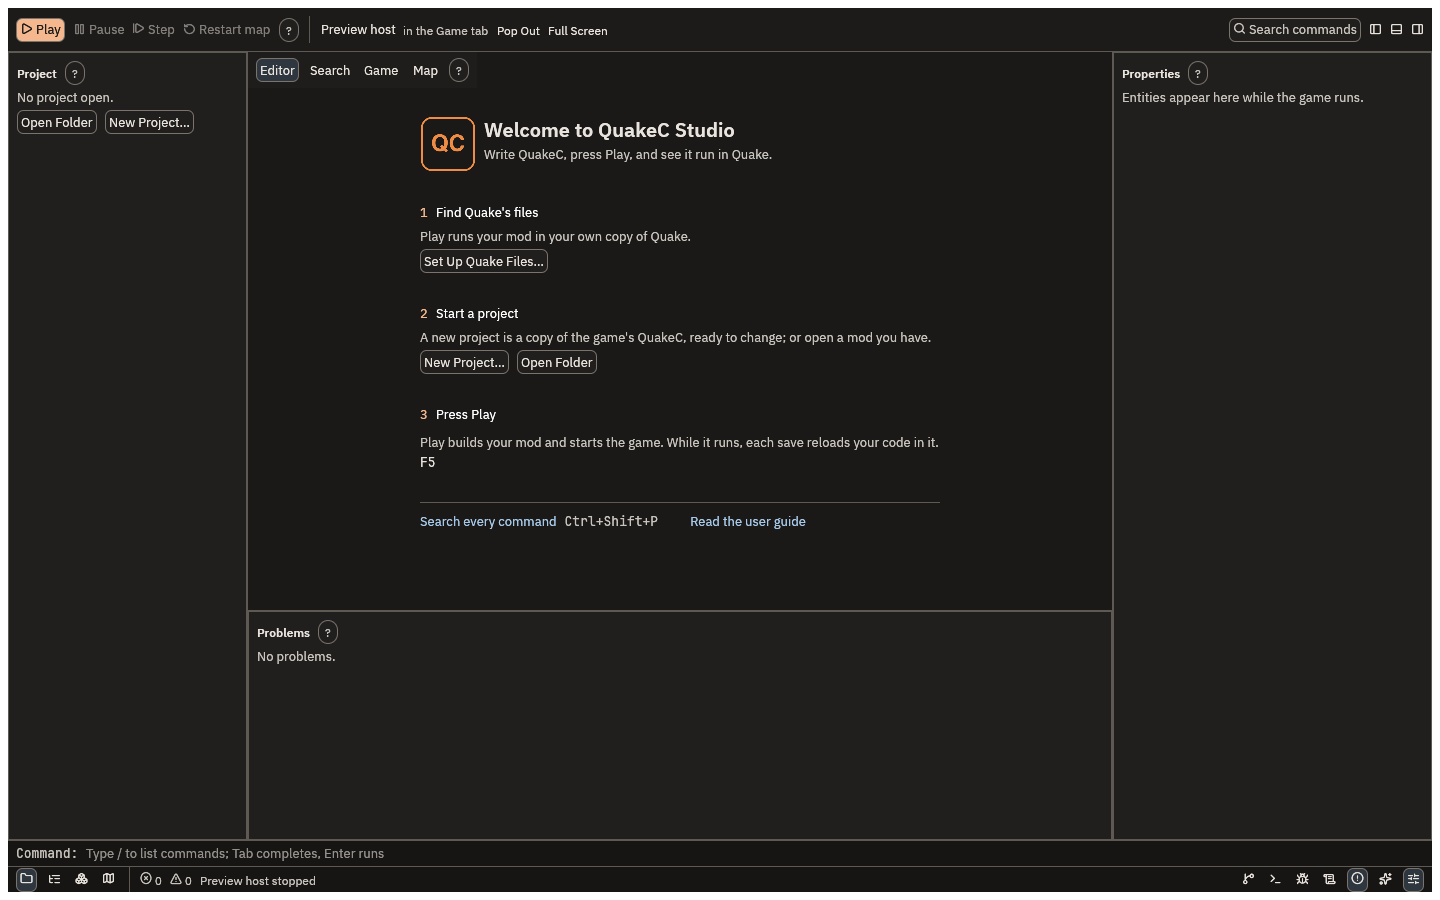 Play Pause Step Restart map ? Preview host in the Game tab Pop Out Full Screen Search commands
Project ?
No project open.
Open Folder New Project...
Editor Search Game Map ?
QC
Welcome to QuakeC Studio
Write QuakeC, press Play, and see it run in Quake.
1 Find Quake's files
Play runs your mod in your own copy of Quake.
Set Up Quake Files...
2 Start a project
A new project is a copy of the game's QuakeC, ready to change; or open a mod you have.
New Project... Open Folder
3 Press Play
Play builds your mod and starts the game. While it runs, each save reloads your code in it.
F5
Search every command Ctrl+Shift+P Read the user guide
Problems ?
No problems.
Properties ?
Entities appear here while the game runs.
Command: Type / to list commands; Tab completes, Enter runs
0 0 Preview host stopped